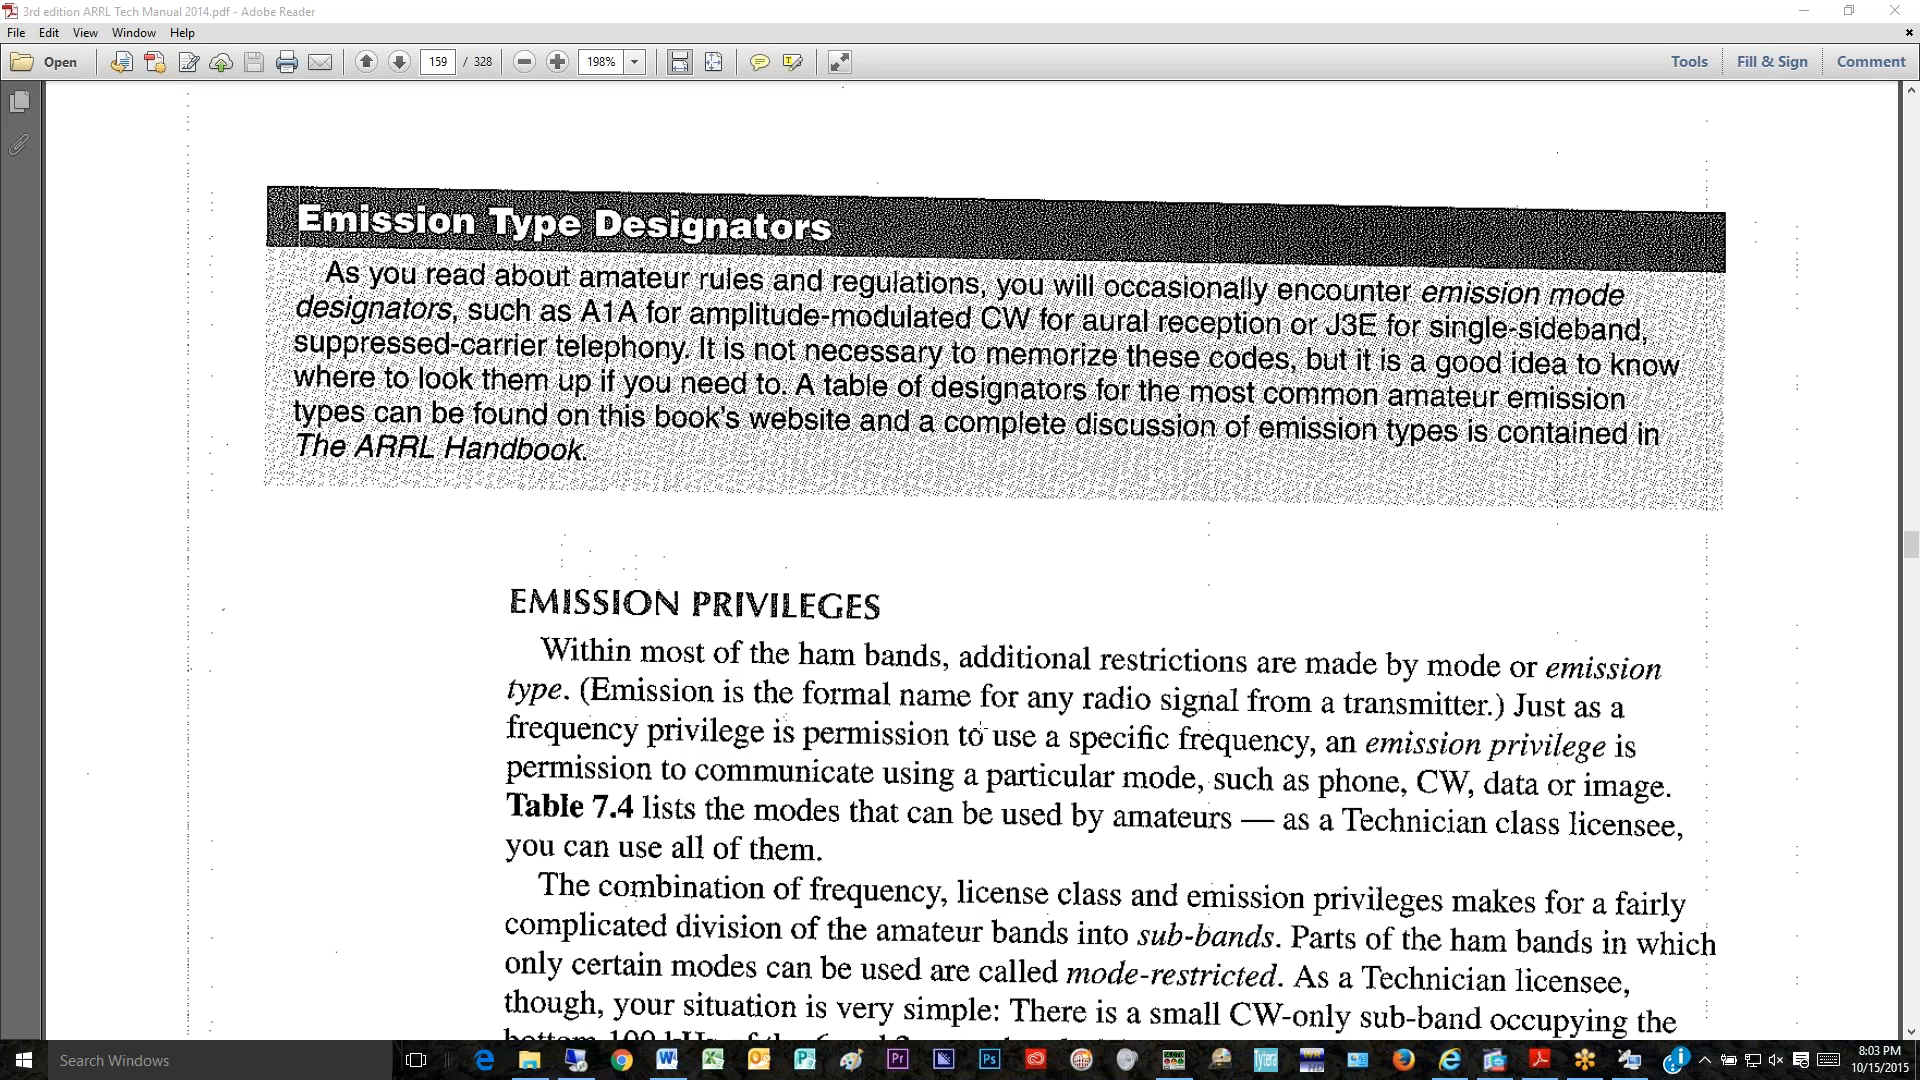 3rd edition ARRL Tech Manual 2014.pdf - Adobe Reader
File Edit View Window Help
Open 159 / 328 198% Tools Fill & Sign Comment
Emission Type Designators
As you read about amateur rules and regulations, you will occasionally encounter emission mode
designators, such as A1A for amplitude-modulated CW for aural reception or J3E for single-sideband,
suppressed-carrier telephony. It is not necessary to memorize these codes, but it is a good idea to know
where to look them up if you need to. A table of designators for the most common amateur emission
types can be found on this book's website and a complete discussion of emission types is contained in
The ARRL Handbook.
EMISSION PRIVILEGES
Within most of the ham bands, additional restrictions are made by mode or emission
type. (Emission is the formal name for any radio signal from a transmitter.) Just as a
frequency privilege is permission to use a specific frequency, an emission privilege is
permission to communicate using a particular mode, such as phone, CW, data or image.
Table 7.4 lists the modes that can be used by amateurs — as a Technician class licensee,
you can use all of them.
The combination of frequency, license class and emission privileges makes for a fairly
complicated division of the amateur bands into sub-bands. Parts of the ham bands in which
only certain modes can be used are called mode-restricted. As a Technician licensee,
though, your situation is very simple: There is a small CW-only sub-band occupying the
Search Windows
Pr
Ps
Tytera
8:03 PM
10/15/2015